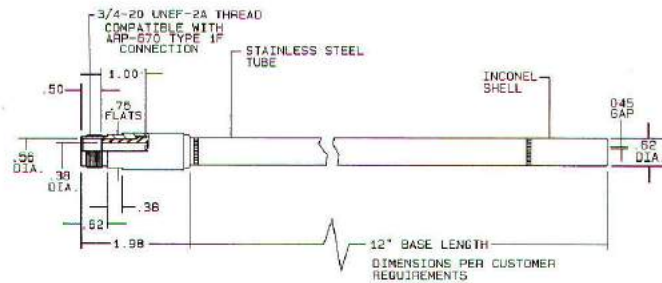 3/4-20 UNEF-2A THREAD
COMPATIBLE WITH
ARP-670 TYPE 1F
CONNECTION
STAINLESS STEEL
TUBE
INCONEL
SHELL
1.00
.50
.75
FLATS
.045
GAP
.56
DIA.
.38
DIA.
.62
DIA.
.38
.62
1.98
12" BASE LENGTH
DIMENSIONS PER CUSTOMER
REQUIREMENTS